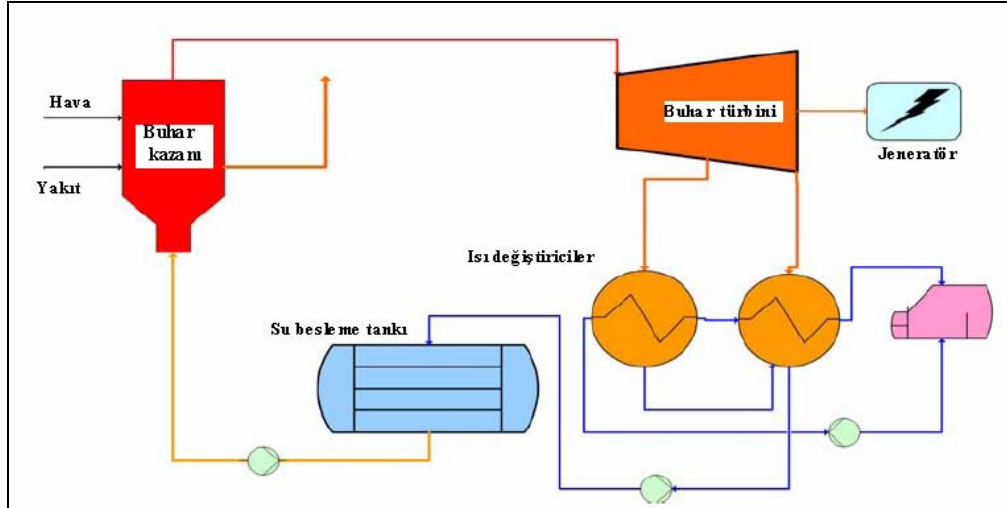 Hava
Buhar
kazanı
Yakıt
Buhar türbini
Jeneratör
Isı değiştiriciler
Su besleme tankı